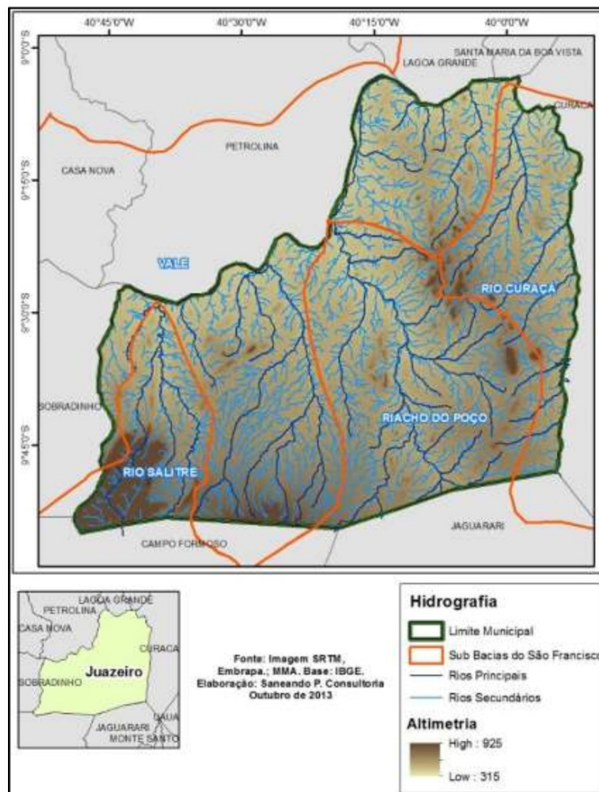 40°45'0"W 40°30'0"W 40°15'0"W 40°0'0"W
9°0'0"S
SANTA MARIA DA BOA VISTA
LAGOA GRANDE
CURAÇA
PETROLINA
CASA NOVA
9°15'0"S
VALE
RIO CURAÇA
9°30'0"S
SOBRADINHO
RIACHO DO POÇO
9°45'0"S
RIO SALITRE
JAGUARARI
CAMPO FORMOSO
LAGOA GRANDE
PETROLINA
CASA NOVA
CURACA
Juazeiro
SOBRADINHO
UAUA
JAGUARARI
MONTE SANTO
Fonte: Imagem SRTM,
Embrapa.; MMA. Base: IBGE.
Elaboração: Saneando P. Consultoria
Outubro de 2013
Hidrografia
Limite Municipal
Sub Bacias do São Francisco
Rios Principais
Rios Secundários
Altimetria
High : 925
Low : 315